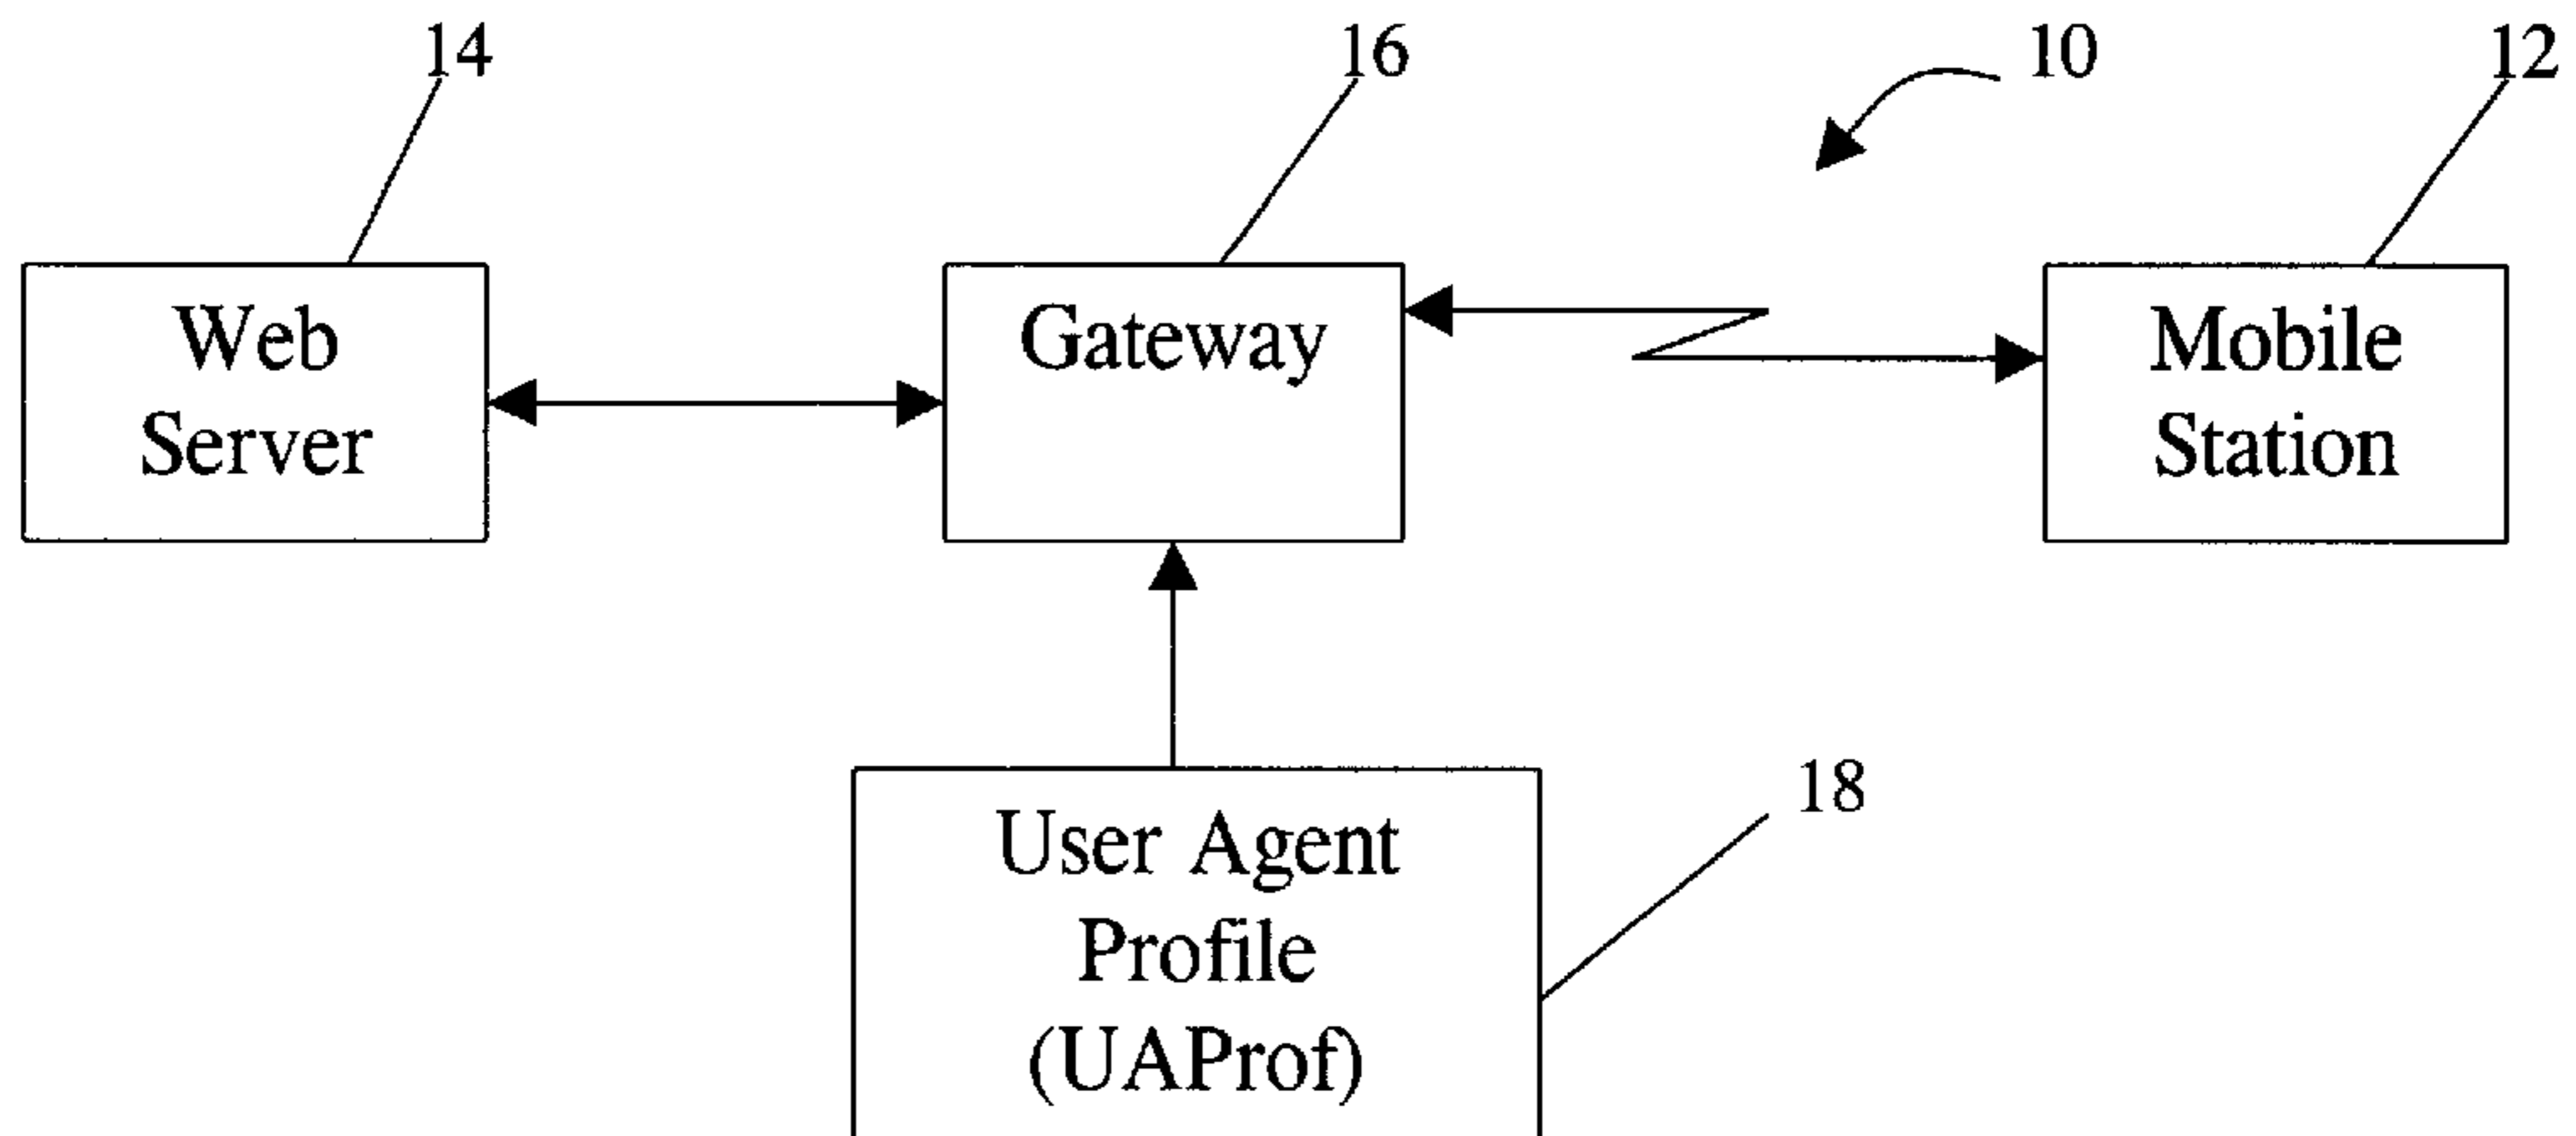 14
16
10
12
Web
Server
Gateway
Mobile
Station
18
User Agent
Profile
(UAProf)